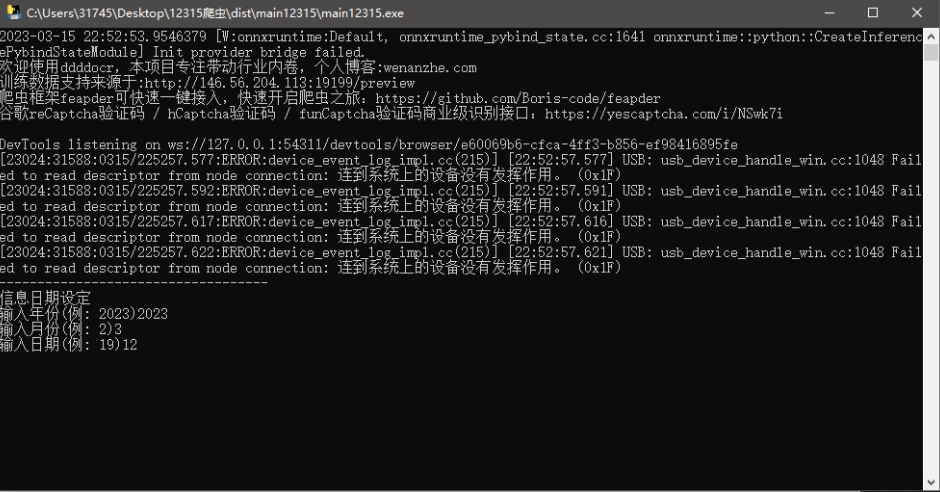 C:\Users\31745\Desktop\12315爬虫\dist\main12315\main12315.exe
2023-03-15 22:52:53.9546379 [W:onnxruntime:Default, onnxruntime_pybind_state.cc:1641 onnxruntime::python::CreateInferenc
ePybindStateModule] Init provider bridge failed.
欢迎使用ddddocr，本项目专注带动行业内卷，个人博客:wenanzhe.com
训练数据支持来源于:http://146.56.204.113:19199/preview
爬虫框架feapder可快速一键接入，快速开启爬虫之旅：https://github.com/Boris-code/feapder
谷歌reCaptcha验证码 / hCaptcha验证码 / funCaptcha验证码商业级识别接口：https://yescaptcha.com/i/NSwk7i
DevTools listening on ws://127.0.0.1:54311/devtools/browser/e60069b6-cfca-4ff3-b856-ef98416895fe
[23024:31588:0315/225257.577:ERROR:device_event_log_impl.cc(215)] [22:52:57.577] USB: usb_device_handle_win.cc:1048 Fail
ed to read descriptor from node connection: 连到系统上的设备没有发挥作用。 (0x1F)
[23024:31588:0315/225257.592:ERROR:device_event_log_impl.cc(215)] [22:52:57.591] USB: usb_device_handle_win.cc:1048 Fail
ed to read descriptor from node connection: 连到系统上的设备没有发挥作用。 (0x1F)
[23024:31588:0315/225257.617:ERROR:device_event_log_impl.cc(215)] [22:52:57.616] USB: usb_device_handle_win.cc:1048 Fail
ed to read descriptor from node connection: 连到系统上的设备没有发挥作用。 (0x1F)
[23024:31588:0315/225257.622:ERROR:device_event_log_impl.cc(215)] [22:52:57.621] USB: usb_device_handle_win.cc:1048 Fail
ed to read descriptor from node connection: 连到系统上的设备没有发挥作用。 (0x1F)
----------------------------------
信息日期设定
输入年份(例: 2023)2023
输入月份(例: 2)3
输入日期(例: 19)12